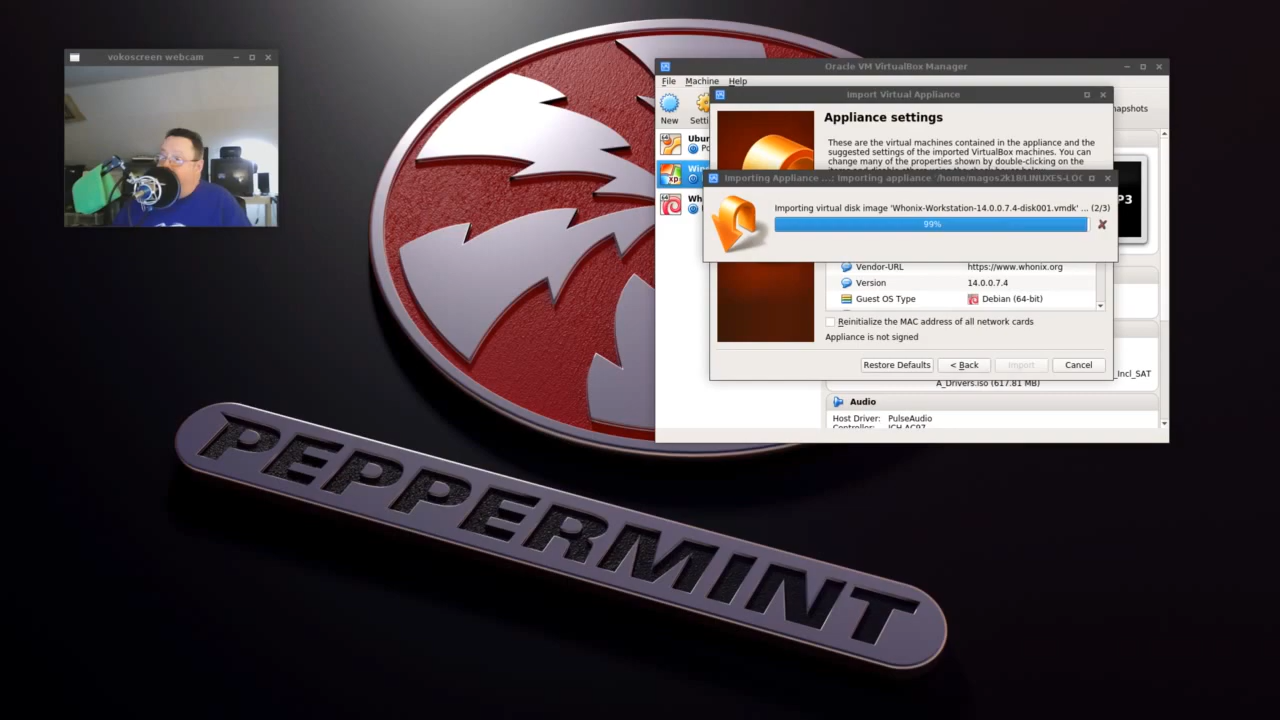 vokoscreen webcam
Oracle VM VirtualBox Manager
File Machine Help
New
Import Virtual Appliance
Appliance settings
These are the virtual machines contained in the appliance and the
suggested settings of the imported VirtualBox machines. You can
change many of the properties shown by double-clicking on the
Importing Appliance ...: Importing appliance '/home/magos2k18/LINUXES-LOC
Importing virtual disk image 'Whonix-Workstation-14.0.0.7.4-disk001.vmdk' ... (2/3)
99%
Vendor-URL https://www.whonix.org
Version 14.0.0.7.4
Guest OS Type Debian (64-bit)
Reinitialize the MAC address of all network cards
Appliance is not signed
Restore Defaults < Back Import Cancel
_Incl_SAT
A_Drivers.iso (617.81 MB)
Audio
Host Driver: PulseAudio
PEPPERMINT